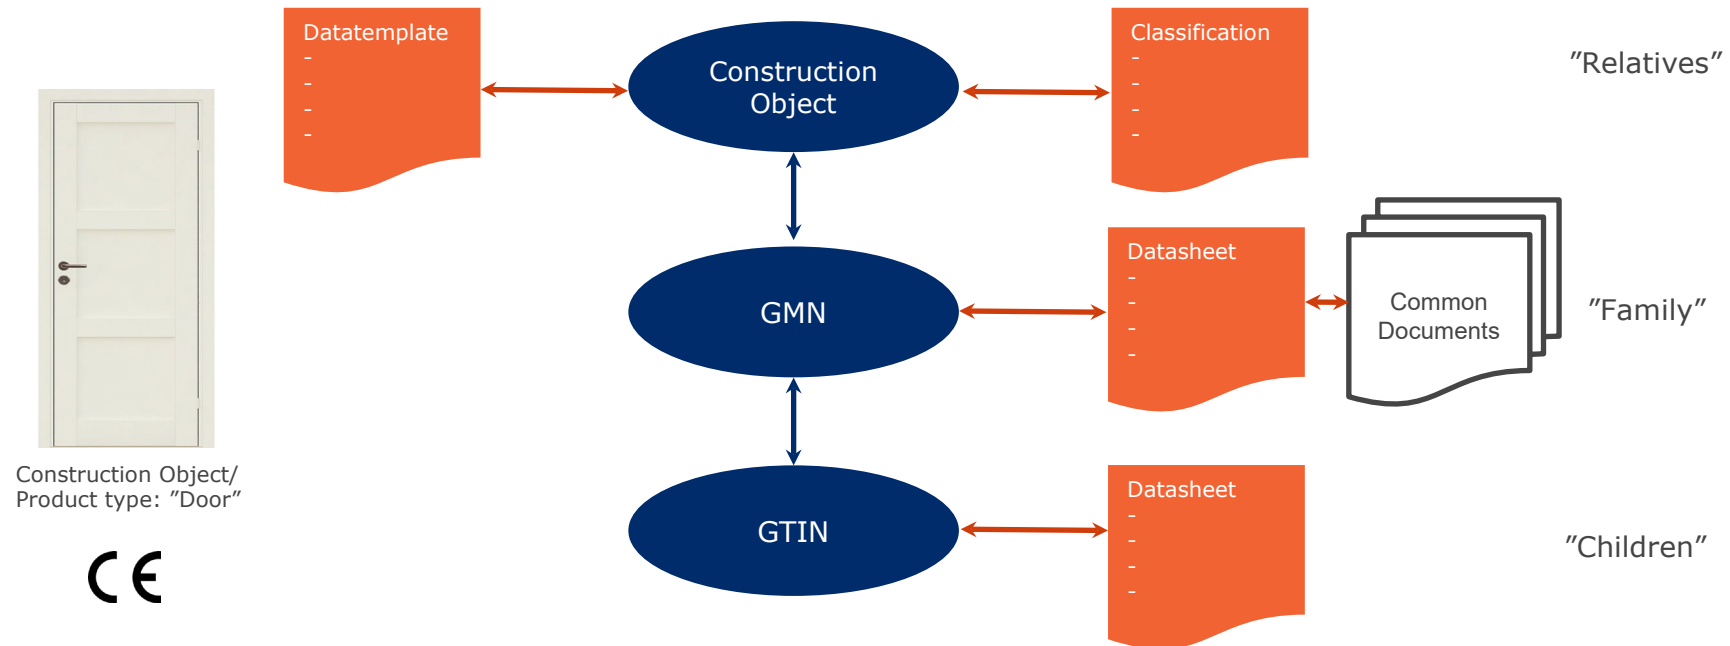 Datatemplate
-
-
-
-
Construction
Object
Classification
-
-
-
-
”Relatives”
GMN
Datasheet
-
-
-
-
Common
Documents
”Family”
Construction Object/
Product type: ”Door”
CE
GTIN
Datasheet
-
-
-
-
”Children”